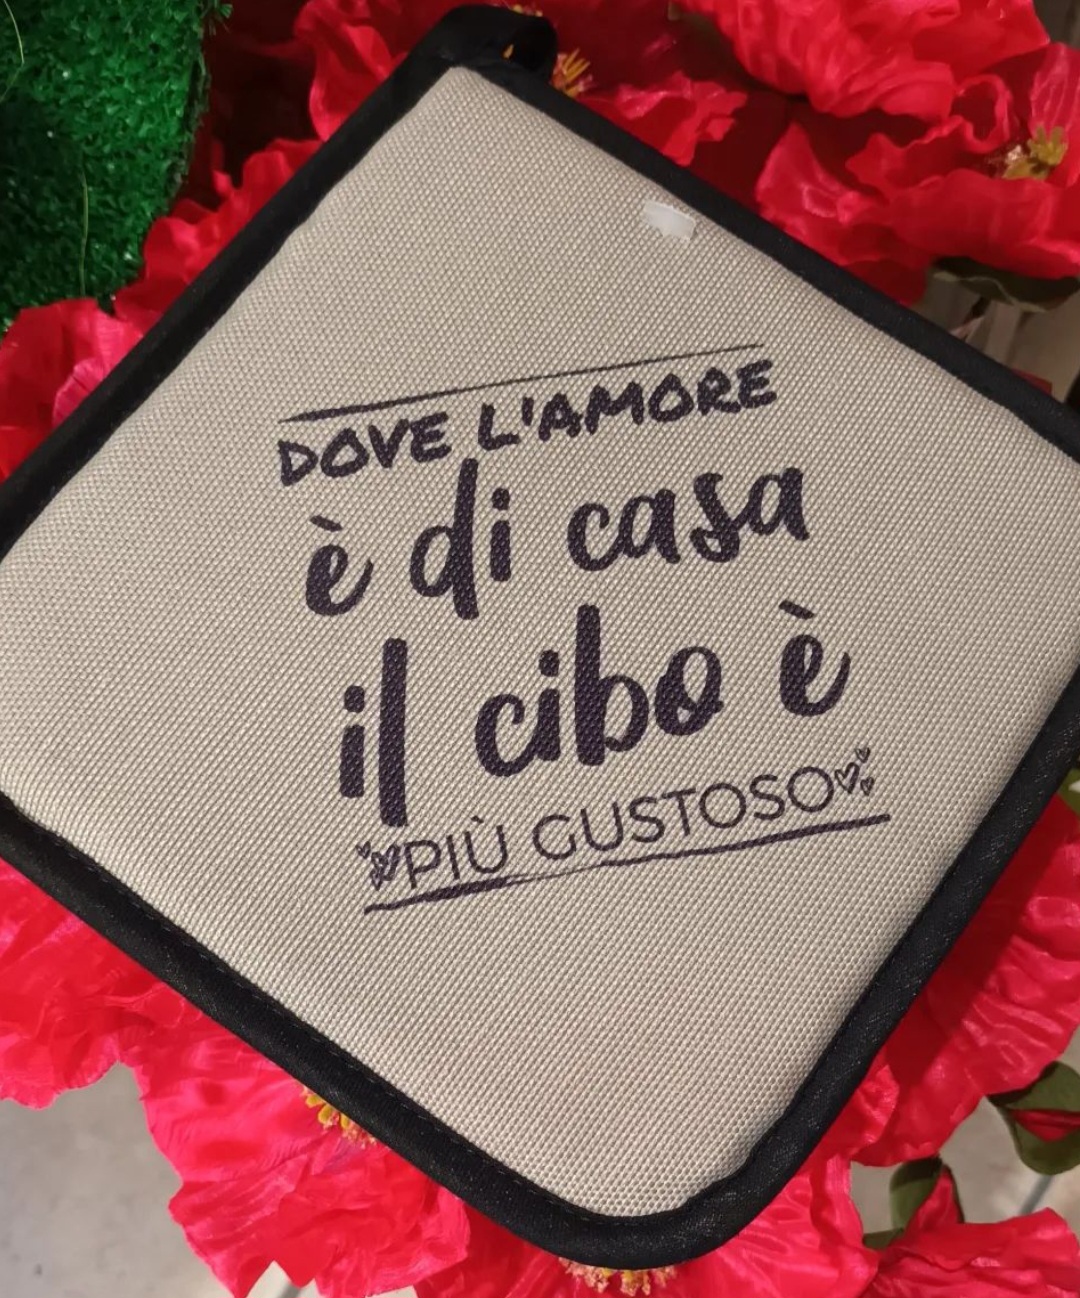 DOVE L'AMORE
è di casa
il cibo è
PIÙ GUSTOSO